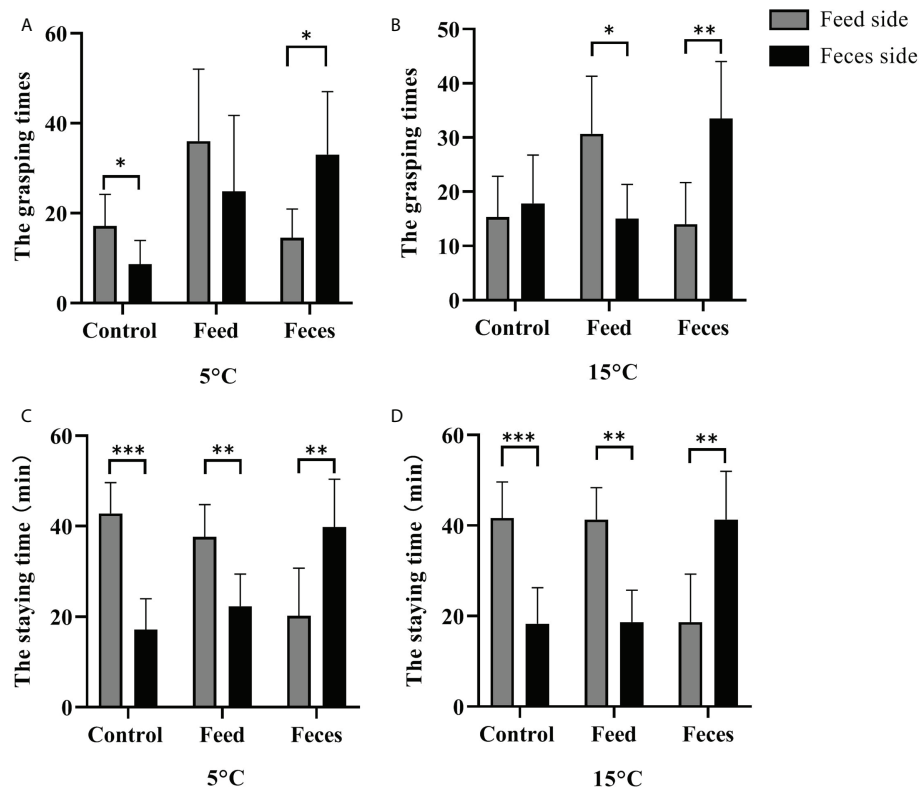 A
The grasping times
60
40
20
0
*
*
Control
Feed
Feces
5°C
B
The grasping times
50
40
30
20
10
0
*
**
Control
Feed
Feces
15°C
Feed side
Feces side
C
The staying time (min)
60
40
20
0
***
**
**
Control
Feed
Feces
5°C
D
The staying time (min)
60
40
20
0
***
**
**
Control
Feed
Feces
15°C